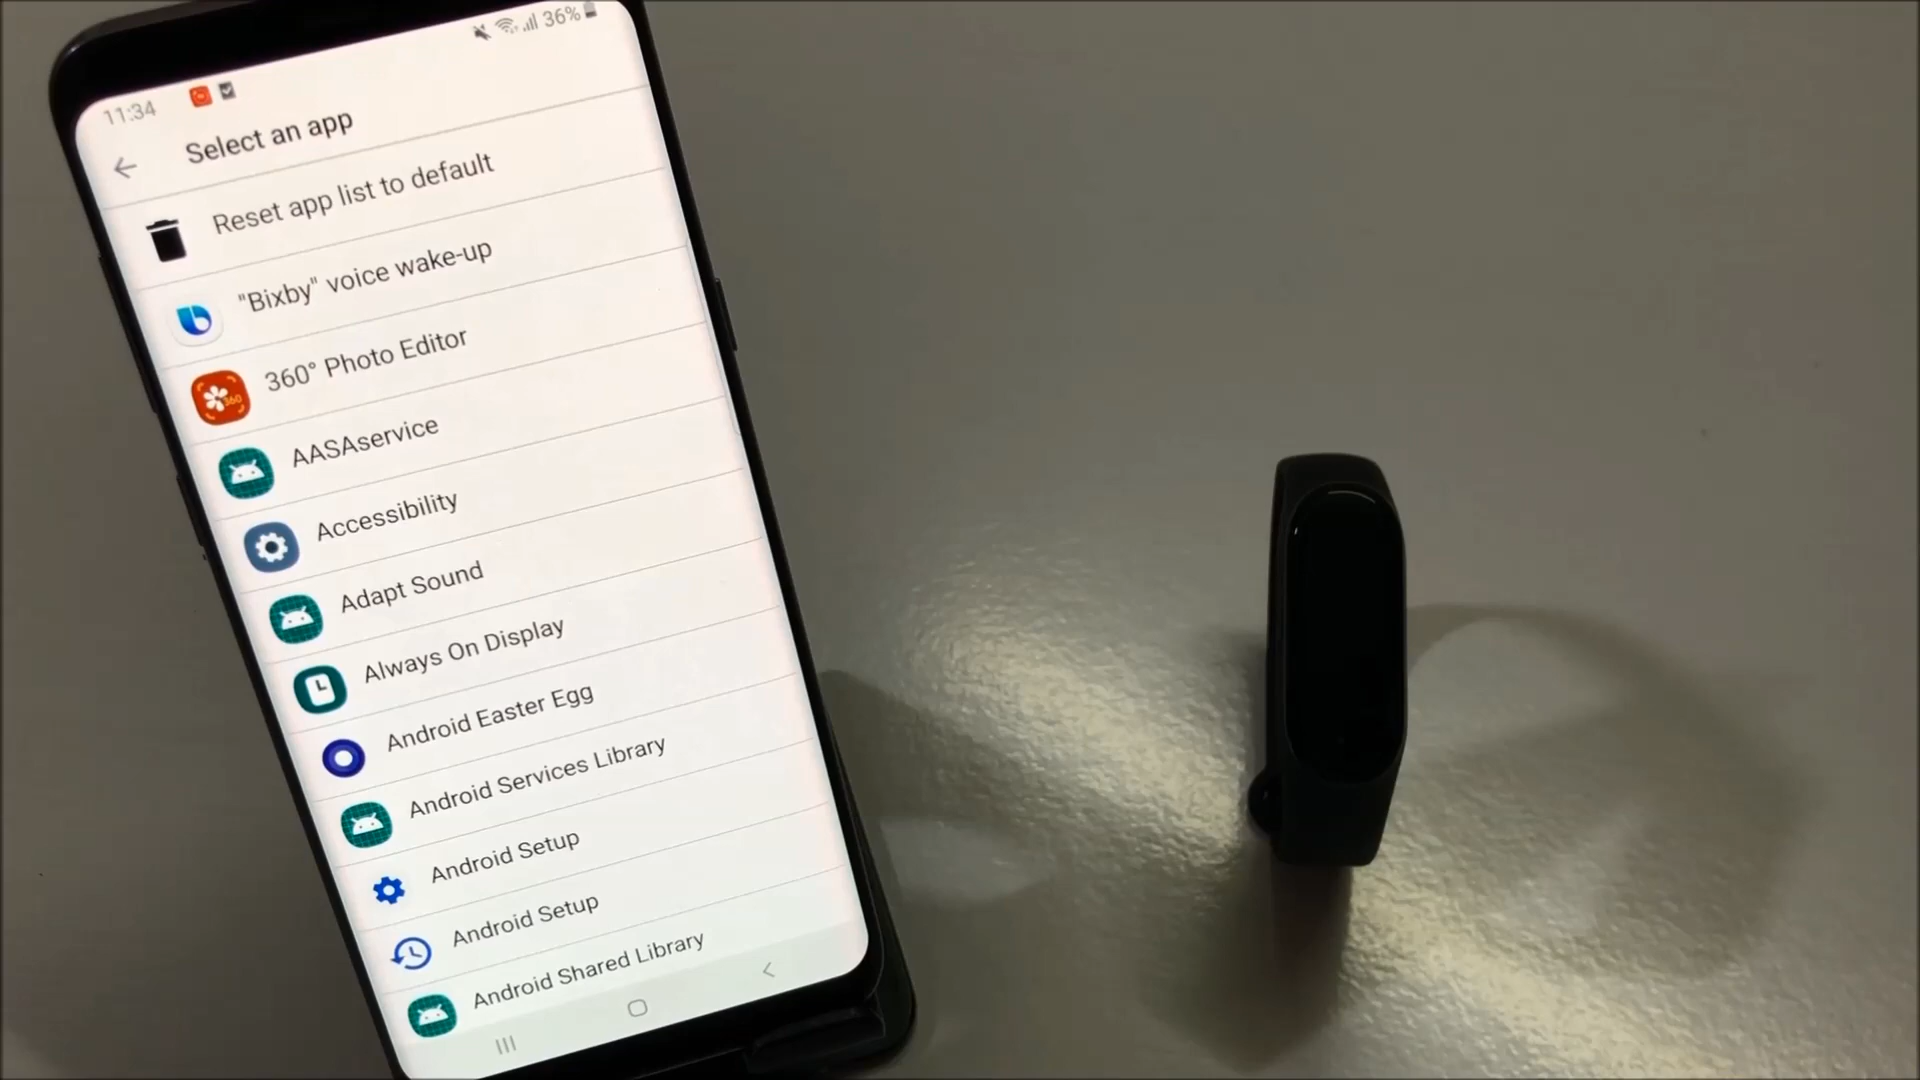 36%
11:34
Select an app
Reset app list to default
"Bixby" voice wake-up
360° Photo Editor
360
AASAservice
Accessibility
Adapt Sound
Always On Display
Android Easter Egg
Android Services Library
Android Setup
Android Setup
Android Shared Library